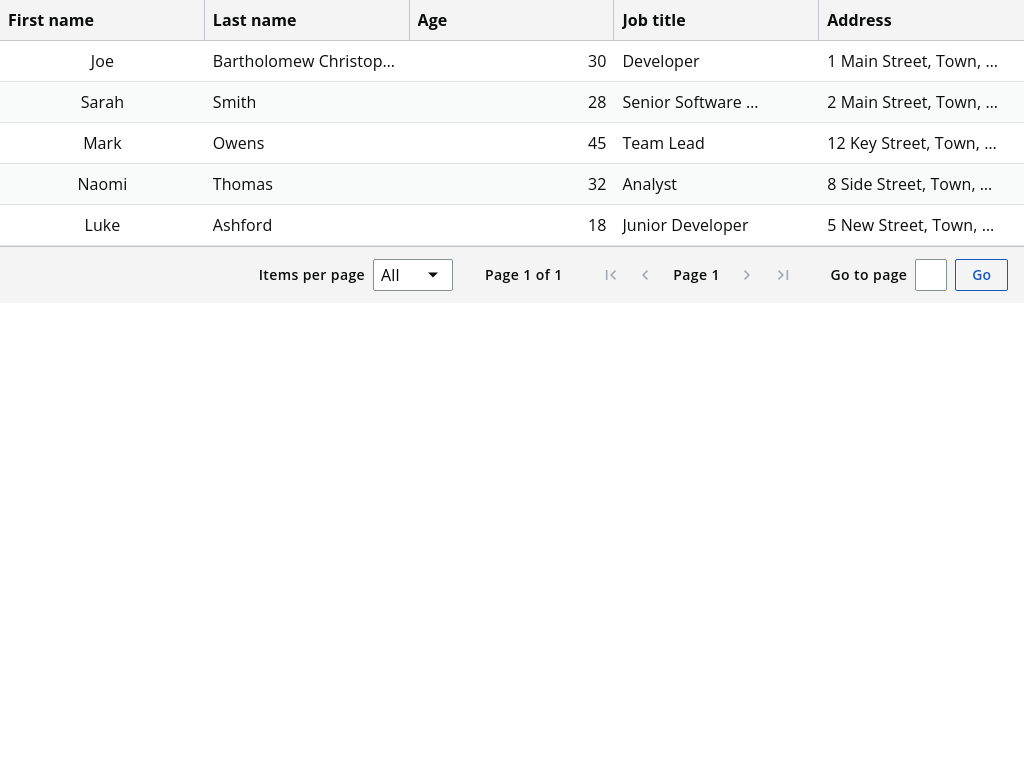 First name Last name Age Job title Address
Joe Bartholomew Christop... 30 Developer 1 Main Street, Town, ...
Sarah Smith 28 Senior Software ... 2 Main Street, Town, ...
Mark Owens 45 Team Lead 12 Key Street, Town, ...
Naomi Thomas 32 Analyst 8 Side Street, Town, ...
Luke Ashford 18 Junior Developer 5 New Street, Town, ...
Items per page All Page 1 of 1 Page 1 Go to page Go